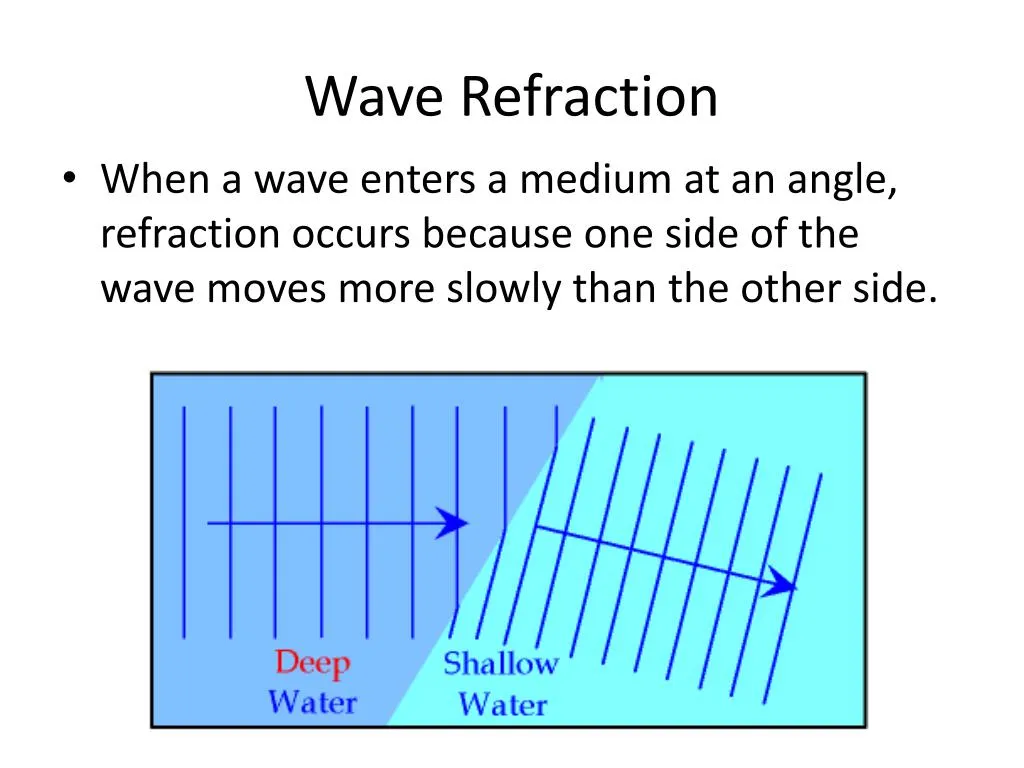 Wave Refraction
• When a wave enters a medium at an angle,
refraction occurs because one side of the
wave moves more slowly than the other side.
Deep
Water
Shallow
Water